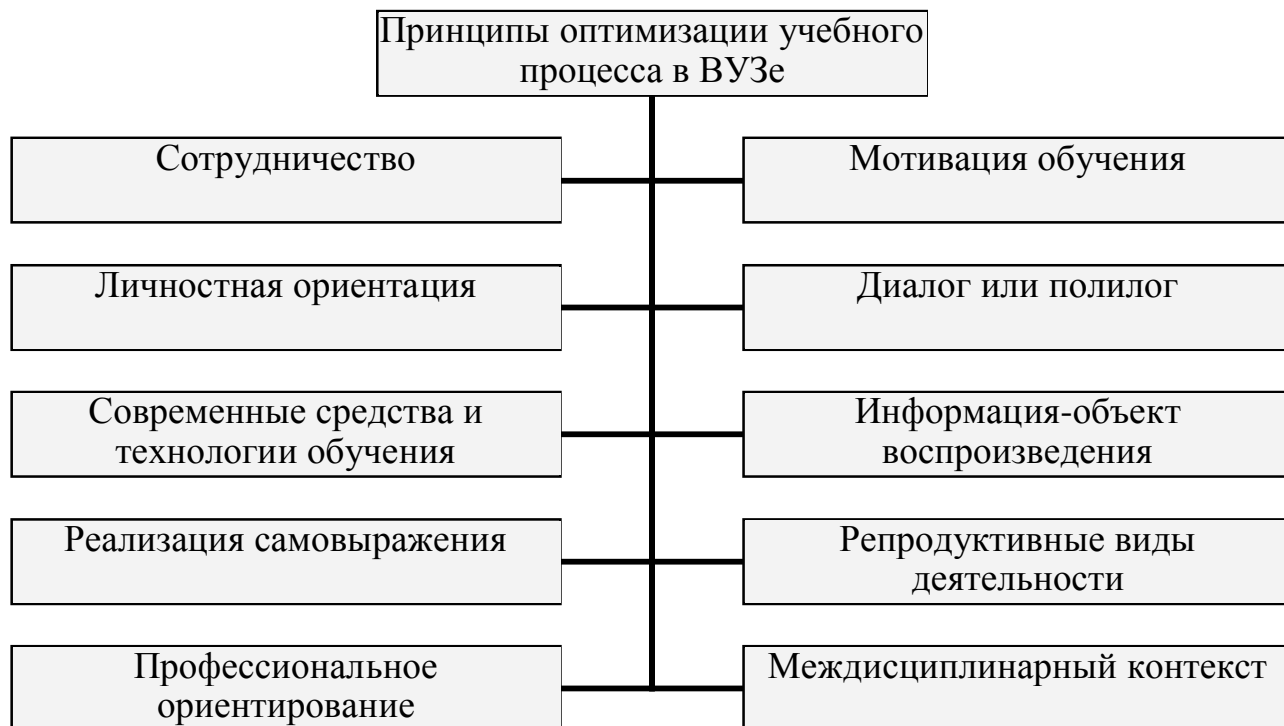 Принципы оптимизации учебного
процесса в ВУЗе
Сотрудничество
Мотивация обучения
Личностная ориентация
Диалог или полилог
Современные средства и
технологии обучения
Информация-объект
воспроизведения
Реализация самовыражения
Репродуктивные виды
деятельности
Профессиональное
ориентирование
Междисциплинарный контекст